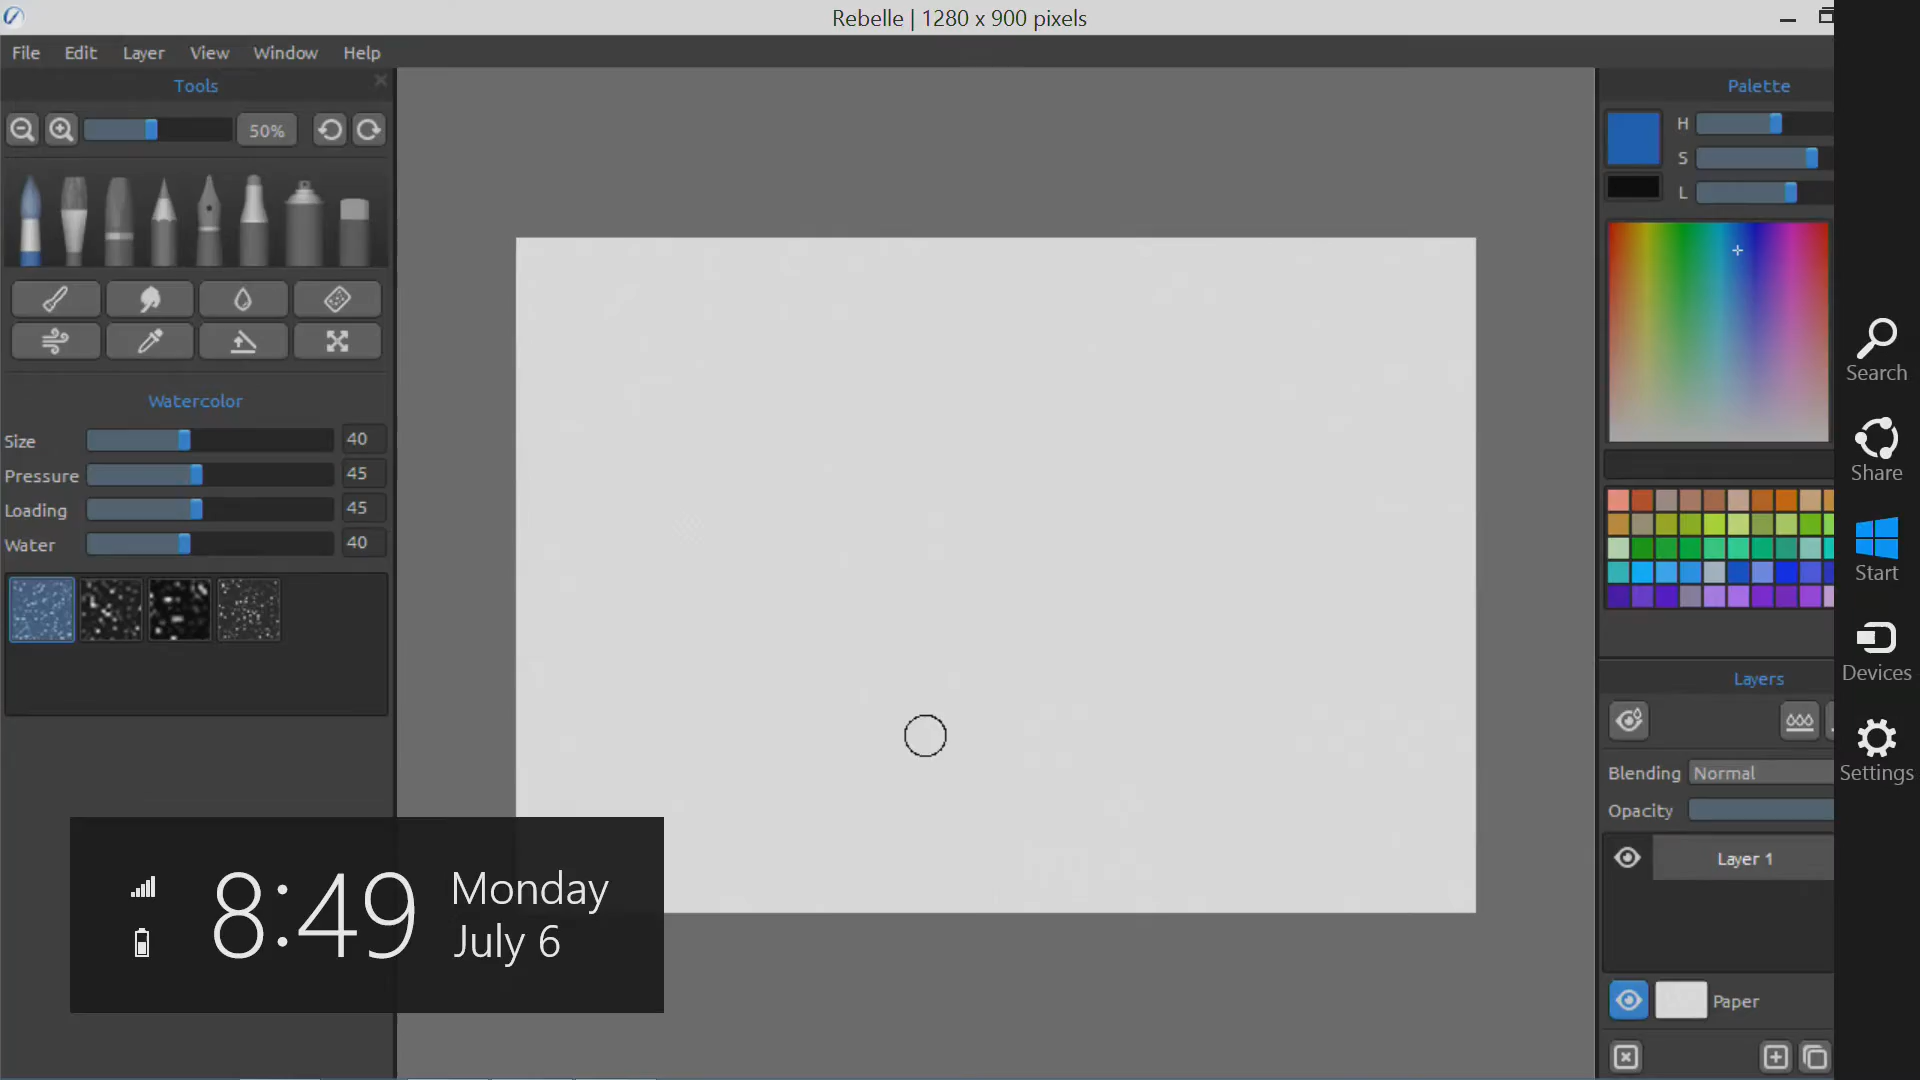 Rebelle | 1280 x 900 pixels
File Edit Layer View Window Help
Tools
50%
Watercolor
Size 40
Pressure 45
Loading 45
Water 40
8:49
Monday
July 6
Palette
H
S
L
Layers
Blending Normal
Opacity
Layer 1
Paper
Search
Share
Start
Devices
Settings